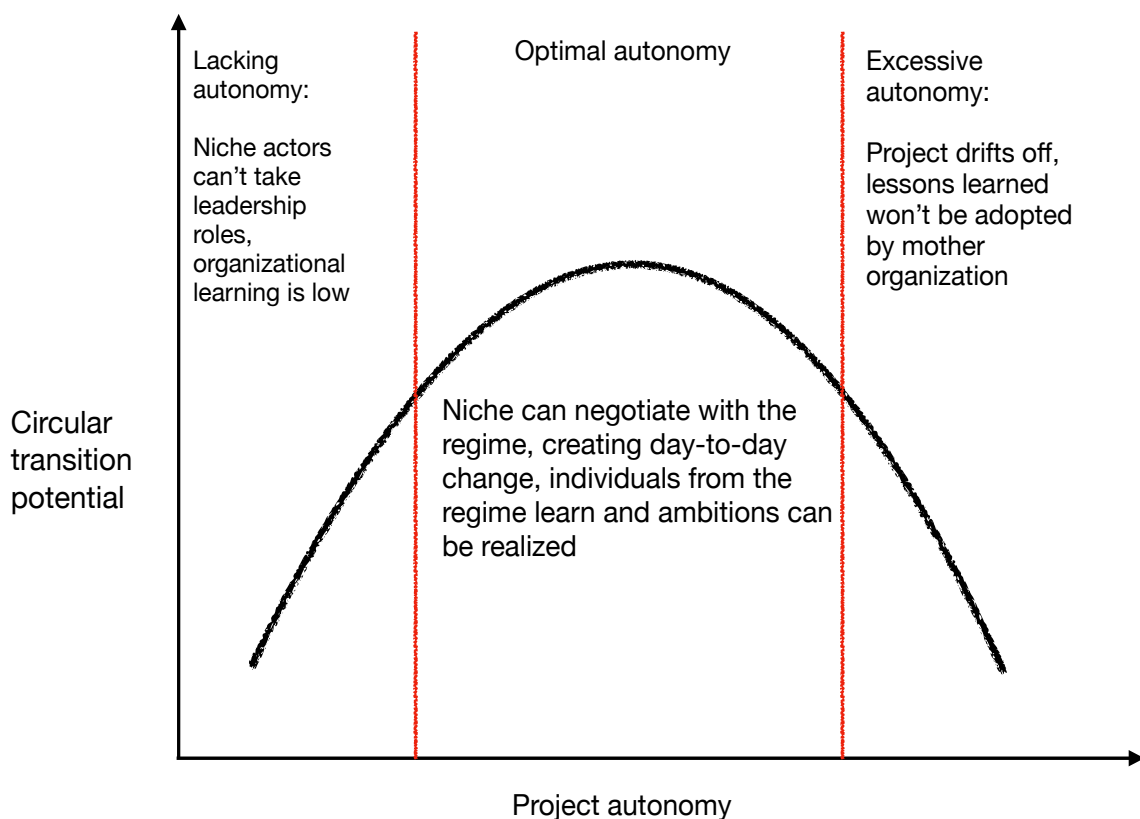 Lacking
autonomy:
Niche actors
can’t take
leadership
roles,
organizational
learning is low
Optimal autonomy
Excessive
autonomy:
Project drifts off,
lessons learned
won’t be adopted
by mother
organization
Circular
transition
potential
Niche can negotiate with the
regime, creating day-to-day
change, individuals from the
regime learn and ambitions can
be realized
Project autonomy